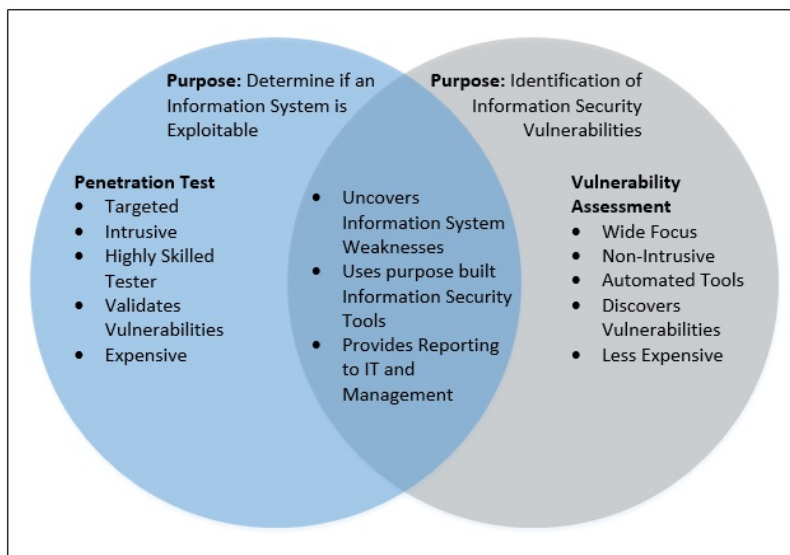 Purpose: Determine if an
Information System is
Exploitable
Penetration Test
• Targeted
• Intrusive
• Highly Skilled
Tester
• Validates
Vulnerabilities
• Expensive
• Uncovers
Information System
Weaknesses
• Uses purpose built
Information Security
Tools
• Provides Reporting
to IT and
Management
Purpose: Identification of
Information Security
Vulnerabilities
Vulnerability
Assessment
• Wide Focus
• Non-Intrusive
• Automated Tools
• Discovers
Vulnerabilities
• Less Expensive